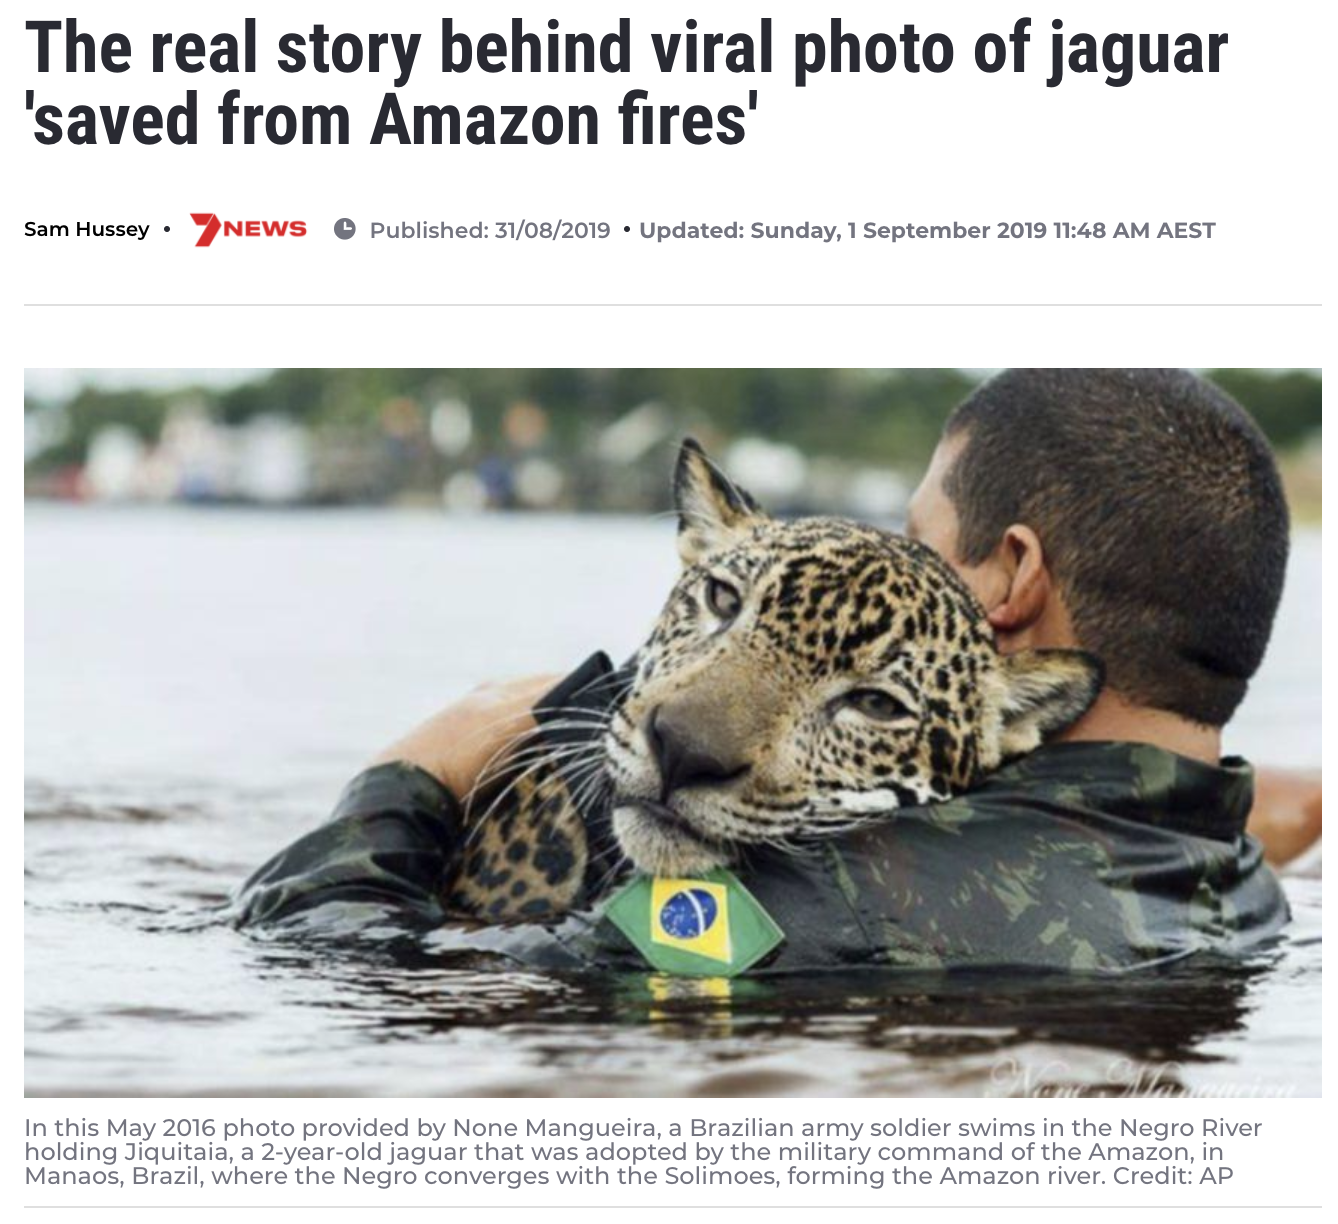 The real story behind viral photo of jaguar
'saved from Amazon fires'
Sam Hussey • 7NEWS Published: 31/08/2019 • Updated: Sunday, 1 September 2019 11:48 AM AEST
None Mangueira
In this May 2016 photo provided by None Mangueira, a Brazilian army soldier swims in the Negro River
holding Jiquitaia, a 2-year-old jaguar that was adopted by the military command of the Amazon, in
Manaos, Brazil, where the Negro converges with the Solimoes, forming the Amazon river. Credit: AP